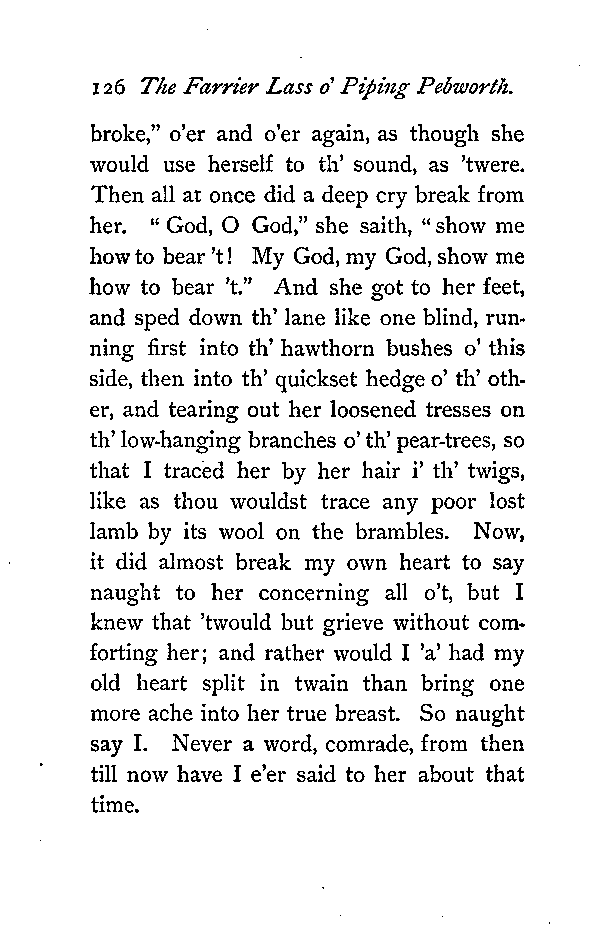 126 The Farrier Lass o' Piping Pebworth.
broke,” o'er and o'er again, as though she
would use herself to th' sound, as 'twere.
Then all at once did a deep cry break from
her. “God, O God,” she saith, “show me
how to bear 't! My God, my God, show me
how to bear 't.” And she got to her feet,
and sped down th' lane like one blind, run-
ning first into th' hawthorn bushes o' this
side, then into th' quickset hedge o' th' oth-
er, and tearing out her loosened tresses on
th' low-hanging branches o' th' pear-trees, so
that I traced her by her hair i' th' twigs,
like as thou wouldst trace any poor lost
lamb by its wool on the brambles. Now,
it did almost break my own heart to say
naught to her concerning all o't, but I
knew that 'twould but grieve without com-
forting her; and rather would I 'a' had my
old heart split in twain than bring one
more ache into her true breast. So naught
say I. Never a word, comrade, from then
till now have I e'er said to her about that
time.